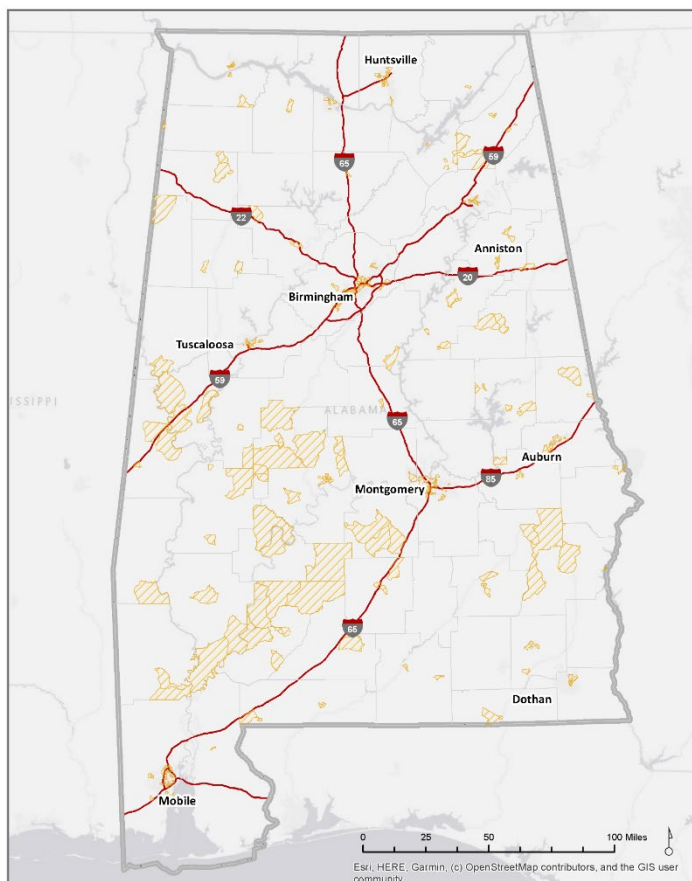 Huntsville
59
65
22
Anniston
20
Birmingham
Tuscaloosa
59
ISSIPPI
ALABAMA
65
Auburn
85
Montgomery
65
Dothan
Mobile
0 25 50 100 Miles
Esri, HERE, Garmin, (c) OpenStreetMap contributors, and the GIS user
community